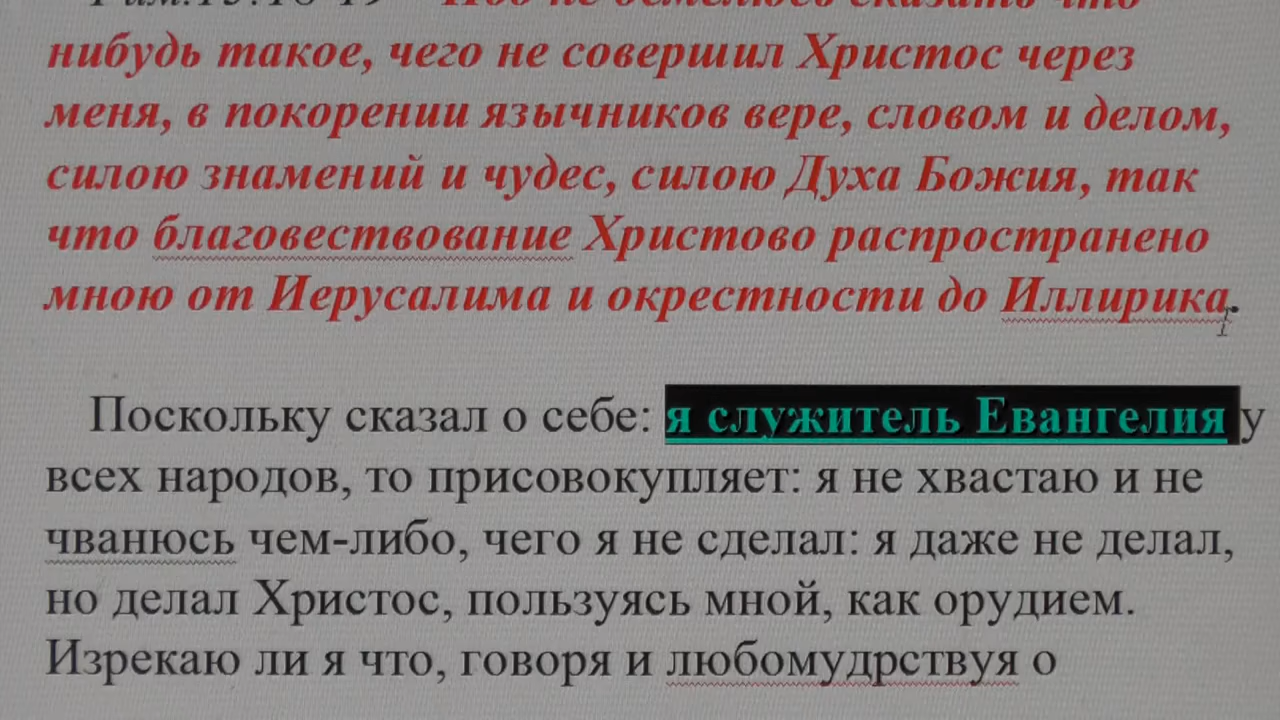 нибудь такое, чего не совершил Христос через
меня, в покорении язычников вере, словом и делом,
силою знамений и чудес, силою Духа Божия, так
что благовествование Христово распространено
мною от Иерусалима и окрестности до Иллирика.
Поскольку сказал о себе: я служитель Евангелия у
всех народов, то присовокупляет: я не хвастаю и не
чванюсь чем-либо, чего я не сделал: я даже не делал,
но делал Христос, пользуясь мной, как орудием.
Изрекаю ли я что, говоря и любомудрствуя о